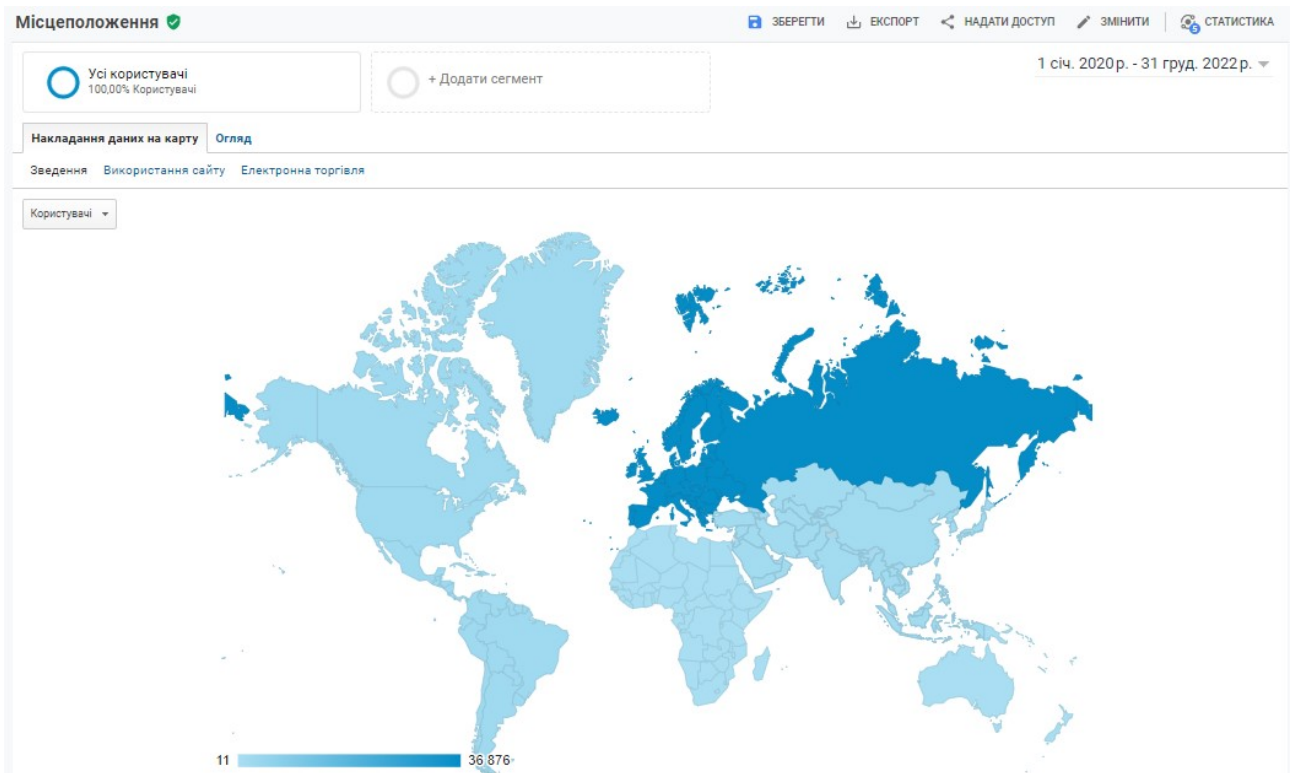 Місцеположення
ЗБЕРЕГТИ ЕКСПОРТ НАДАТИ ДОСТУП ЗМІНИТИ 5 СТАТИСТИКА
Усі користувачі
100,00% Користувачі
+ Додати сегмент
1 січ. 2020 р. - 31 груд. 2022 р.
Накладання даних на карту Огляд
Зведення Використання сайту Електронна торгівля
Користувачі
11 36 876